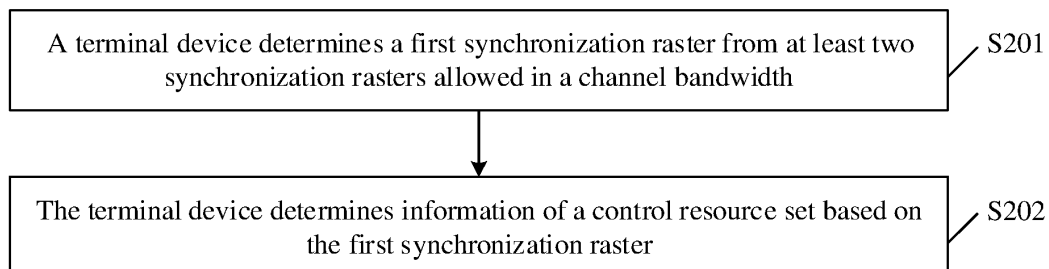 A terminal device determines a first synchronization raster from at least two
synchronization rasters allowed in a channel bandwidth
S201
The terminal device determines information of a control resource set based on
the first synchronization raster
S202